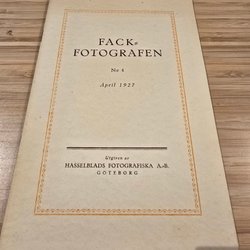 FACK-
FOTOGRAFEN
No 4
April 1927
Utgiven av
HASSELBLADS FOTOGRAFISKA A.-B.
GÖTEBORG